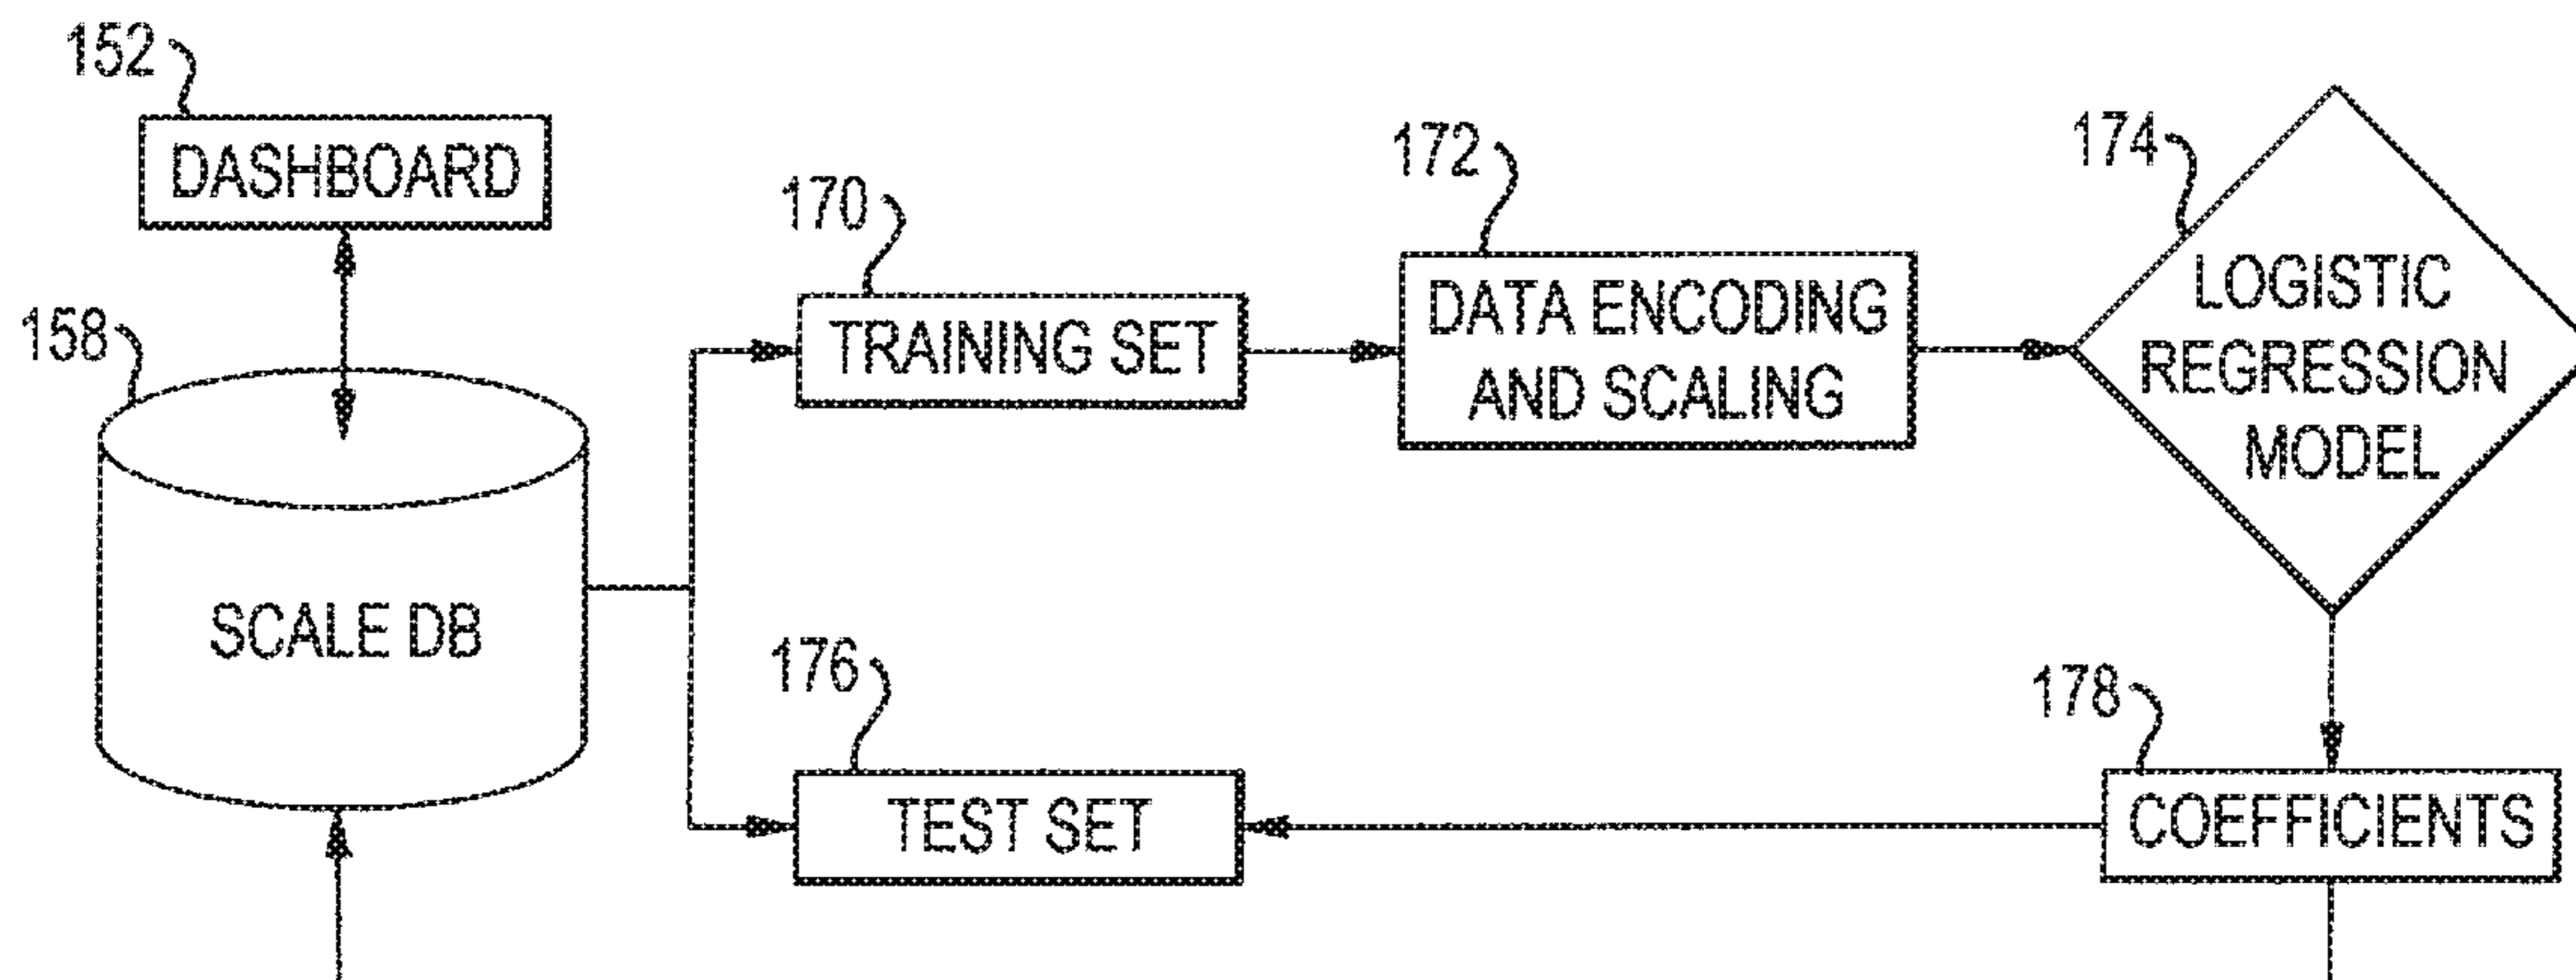 152
DASHBOARD
158
SCALE DB
170
TRAINING SET
172
DATA ENCODING
AND SCALING
174
LOGISTIC
REGRESSION
MODEL
176
TEST SET
178
COEFFICIENTS